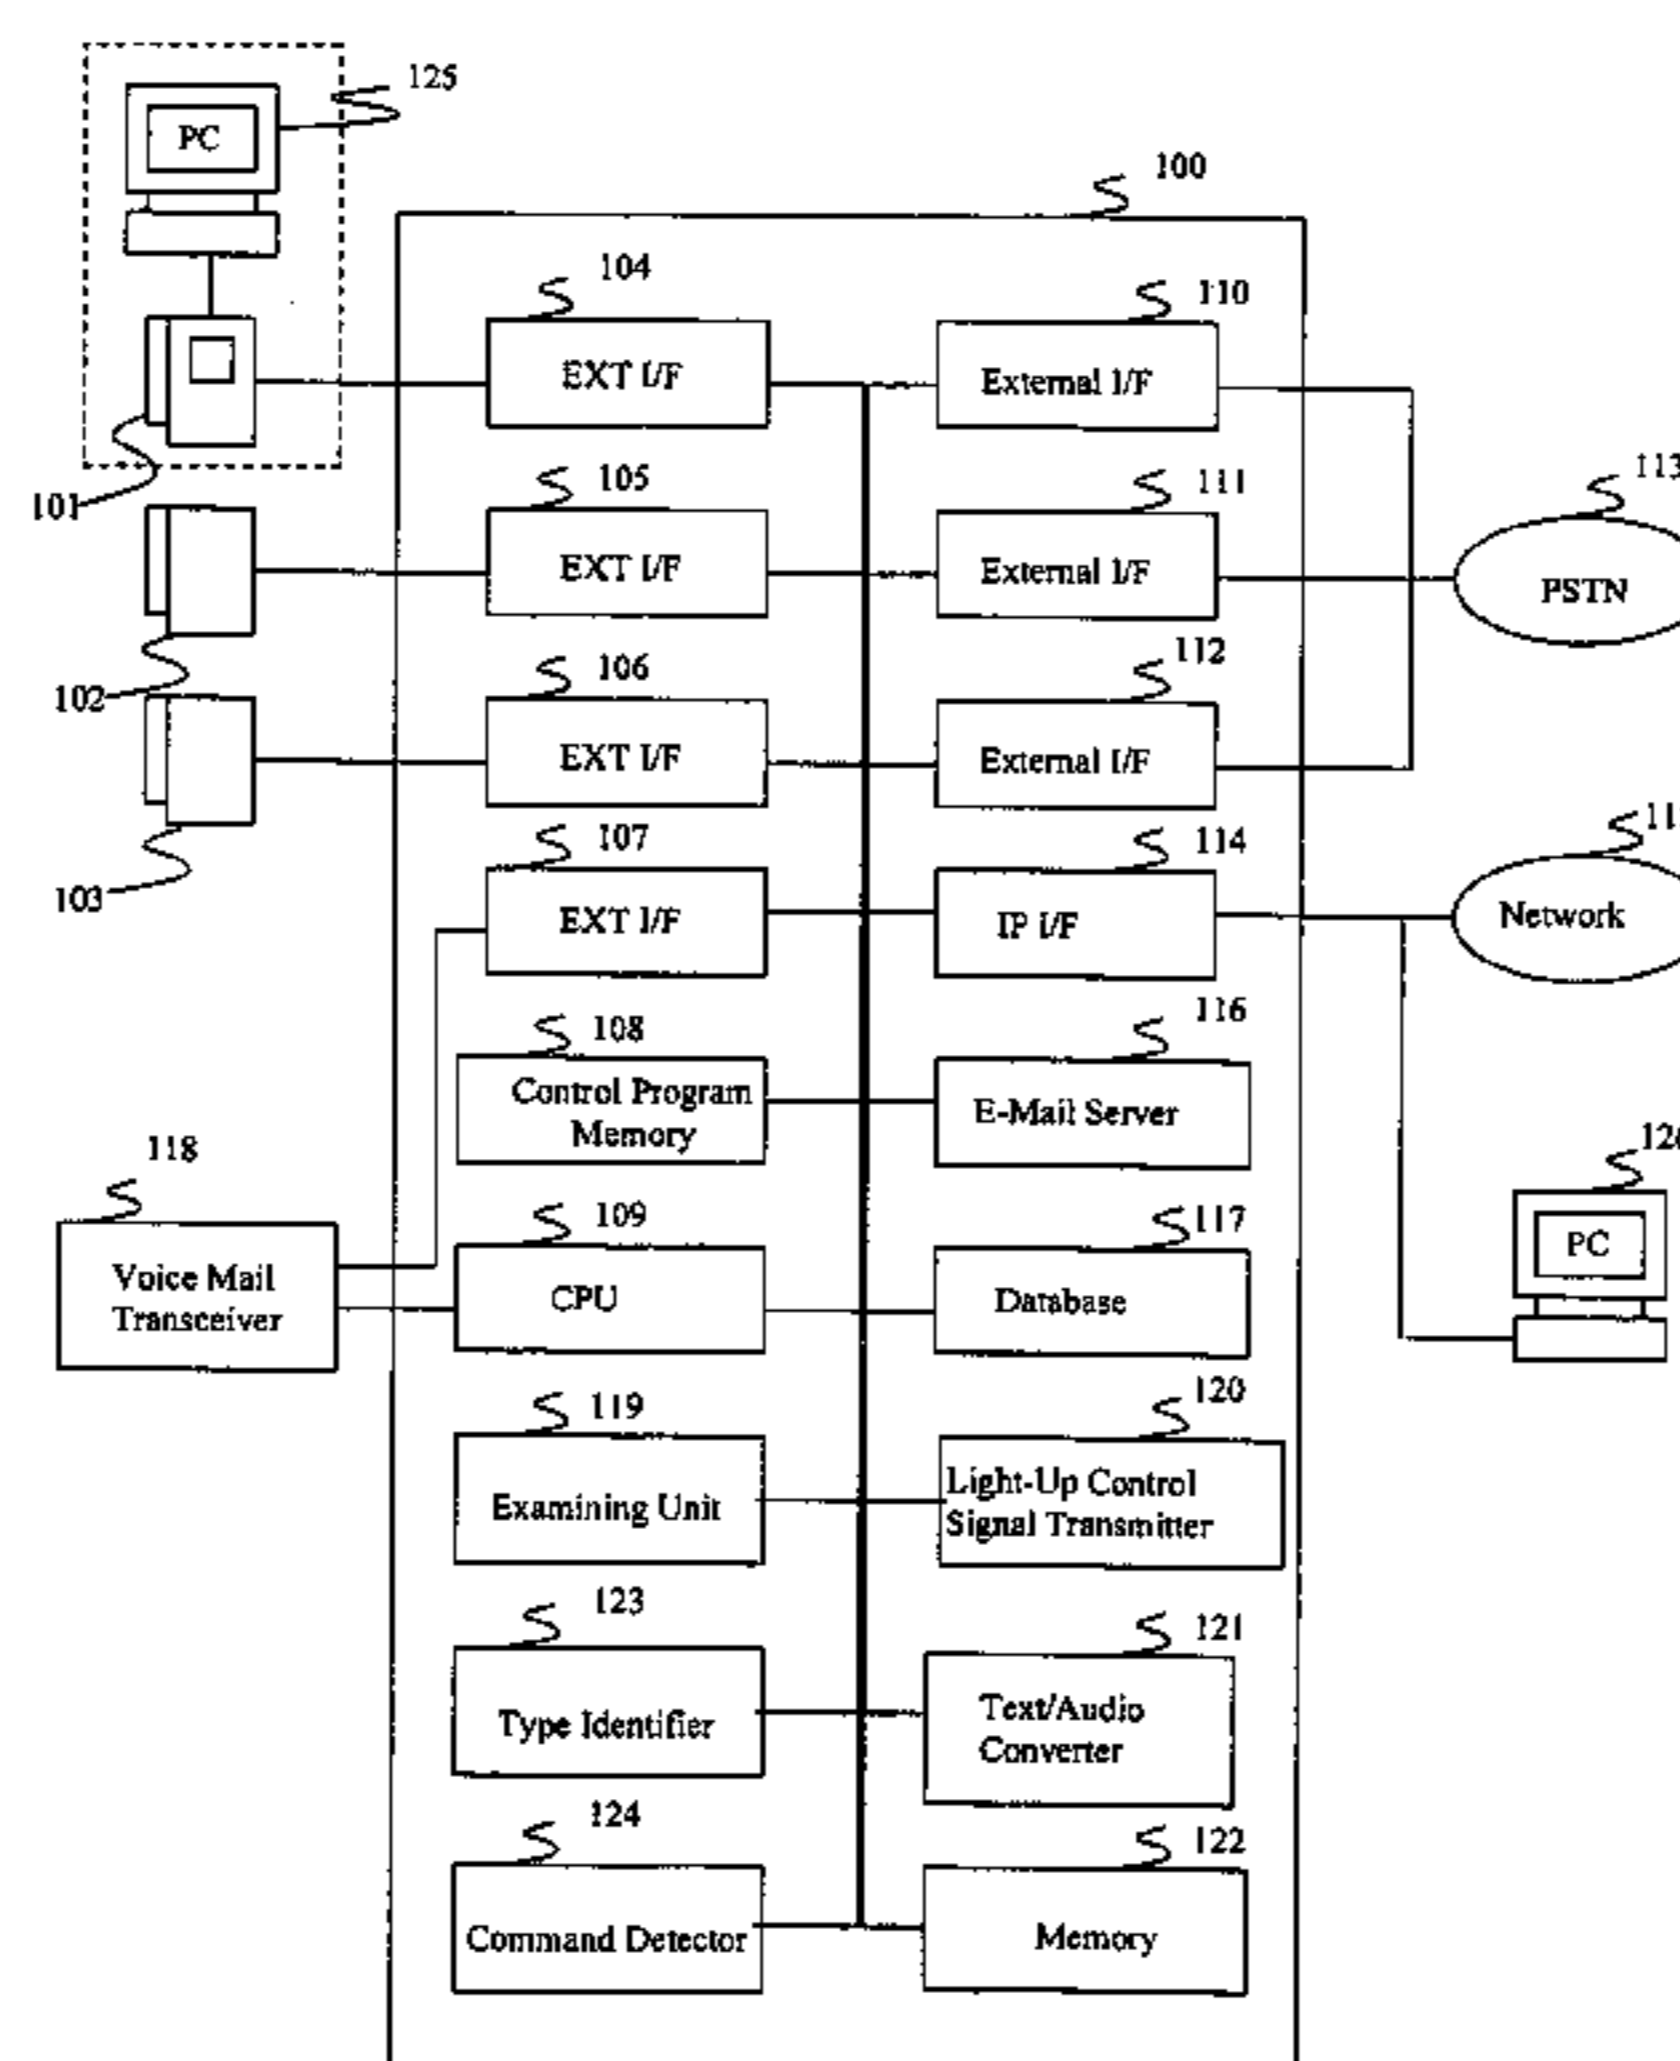 125
PC
100
104
110
EXT I/F
External I/F
101
105
111
113
EXT I/F
External I/F
PSTN
102
106
112
EXT I/F
External I/F
103
107
114
11
EXT I/F
IP I/F
Network
108
116
Control Program
Memory
E-Mail Server
118
126
109
117
PC
Voice Mail
Transceiver
CPU
Database
119
120
Examining Unit
Light-Up Control
Signal Transmitter
123
121
Type Identifier
Text/Audio
Converter
124
122
Command Detector
Memory